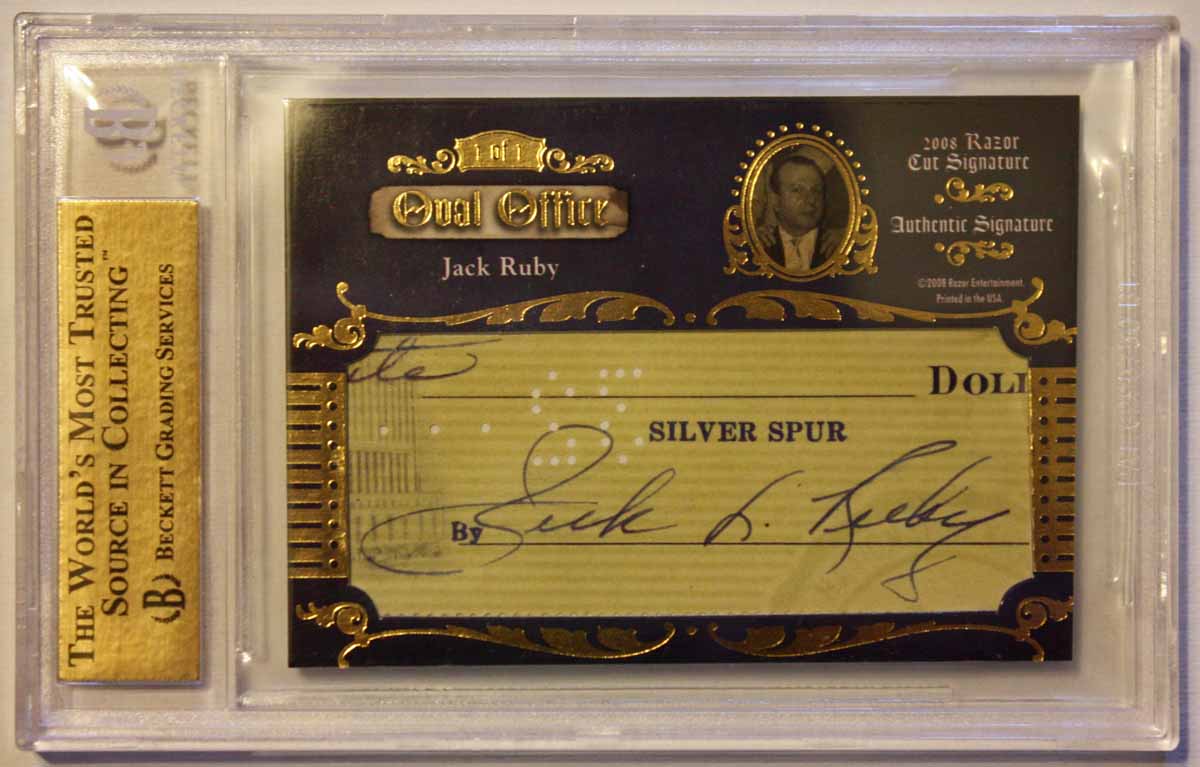 THE WORLD'S MOST TRUSTED
SOURCE IN COLLECTING™
BECKETT GRADING SERVICES
1 of 1
Oval Office
Jack Ruby
2008 Razor
Cut Signature
Authentic Signature
©2008 Razor Entertainment.
Printed in the USA.
DOLL
SILVER SPUR
By Jack L. Ruby